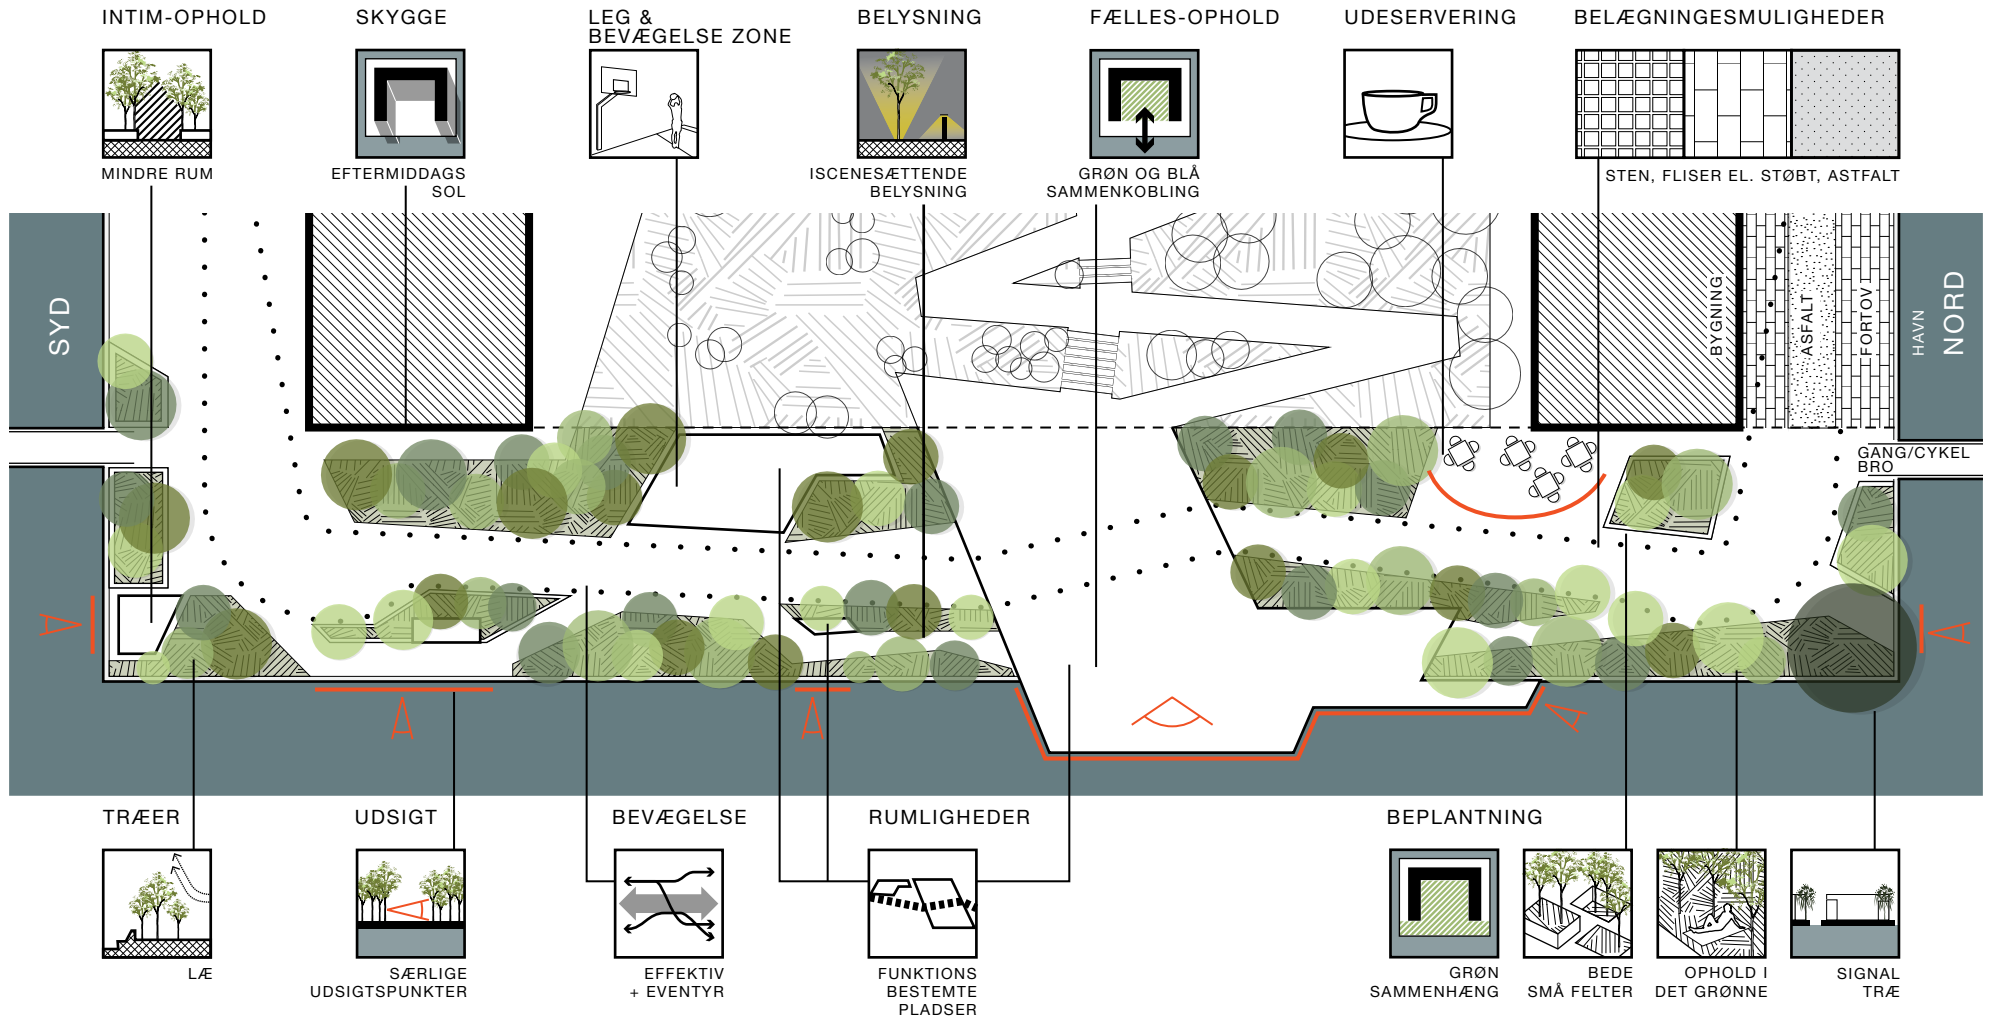 INTIM-OPHOLD
SKYGGE
LEG &
BEVÆGELSE ZONE
BELYSNING
FÆLLES-OPHOLD
UDESERVERING
BELÆGNINGESMULIGHEDER
MINDRE RUM
EFTERMIDDAGS
SOL
ISCENESÆTTENDE
BELYSNING
GRØN OG BLÅ
SAMMENKOBLING
STEN, FLISER EL. STØBT, ASTFALT
SYD
BYGNING
ASFALT
FORTOV
HAVN
NORD
GANG/CYKEL
BRO
TRÆER
UDSIGT
BEVÆGELSE
RUMLIGHEDER
BEPLANTNING
LÆ
SÆRLIGE
UDSIGTSPUNKTER
EFFEKTIV
+ EVENTYR
FUNKTIONS
BESTEMTE
PLADSER
GRØN
SAMMENHÆNG
BEDE
SMÅ FELTER
OPHOLD I
DET GRØNNE
SIGNAL
TRÆ